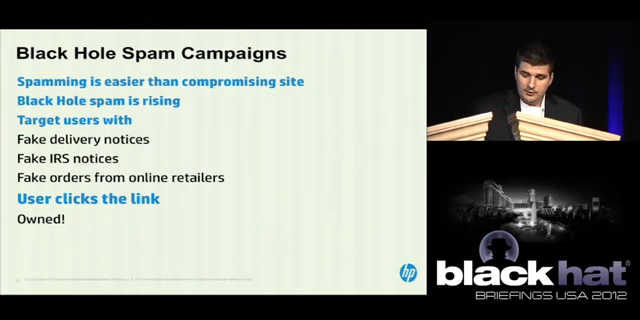 Black Hole Spam Campaigns
Spamming is easier than compromising site
Black Hole spam is rising
Target users with
Fake delivery notices
Fake IRS notices
Fake orders from online retailers
User clicks the link
Owned!
hp
blackhat®
BRIEFINGS USA 2012